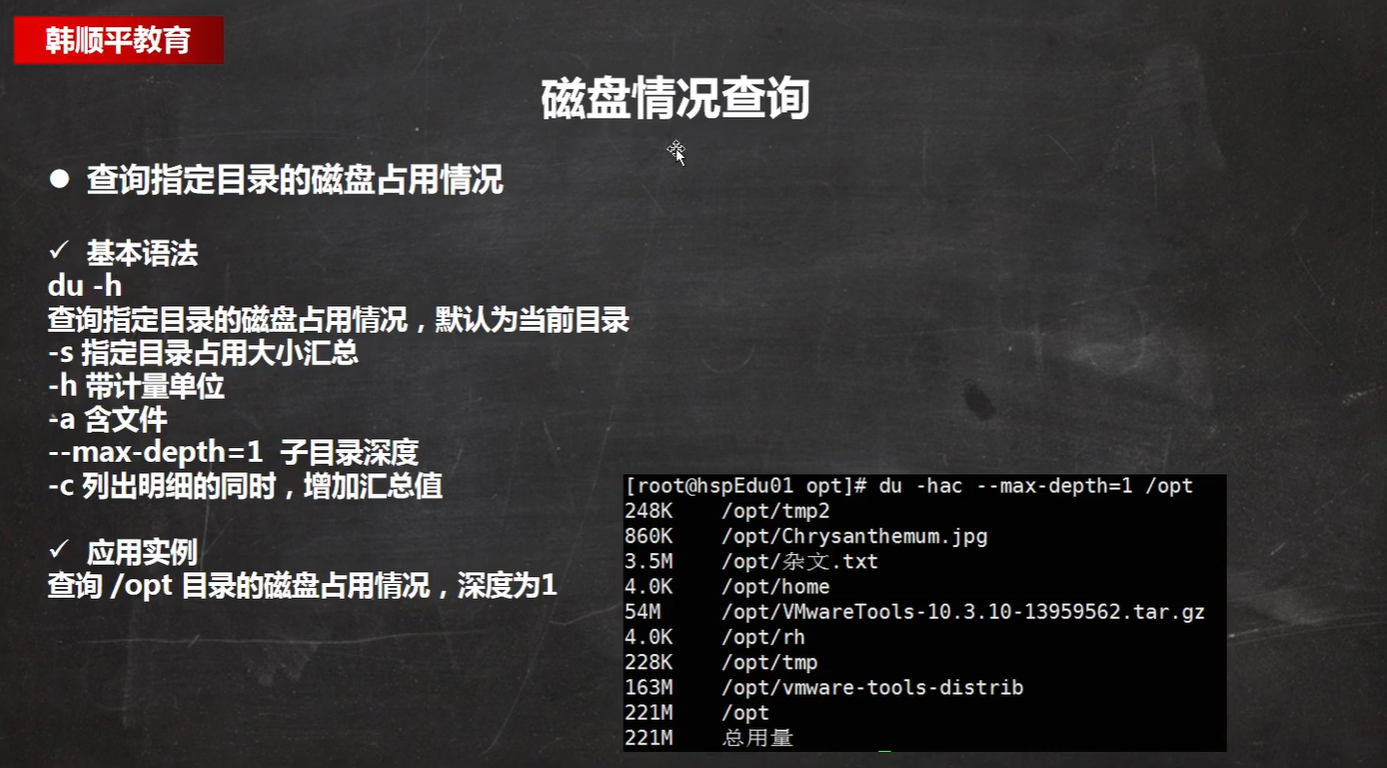 韩顺平教育
磁盘情况查询
● 查询指定目录的磁盘占用情况
✓ 基本语法
du -h
查询指定目录的磁盘占用情况，默认为当前目录
-s 指定目录占用大小汇总
-h 带计量单位
-a 含文件
--max-depth=1 子目录深度
-c 列出明细的同时，增加汇总值
✓ 应用实例
查询 /opt 目录的磁盘占用情况，深度为1
[root@hspEdu01 opt]# du -hac --max-depth=1 /opt
248K /opt/tmp2
860K /opt/Chrysanthemum.jpg
3.5M /opt/杂文.txt
4.0K /opt/home
54M /opt/VMwareTools-10.3.10-13959562.tar.gz
4.0K /opt/rh
228K /opt/tmp
163M /opt/vmware-tools-distrib
221M /opt
221M 总用量